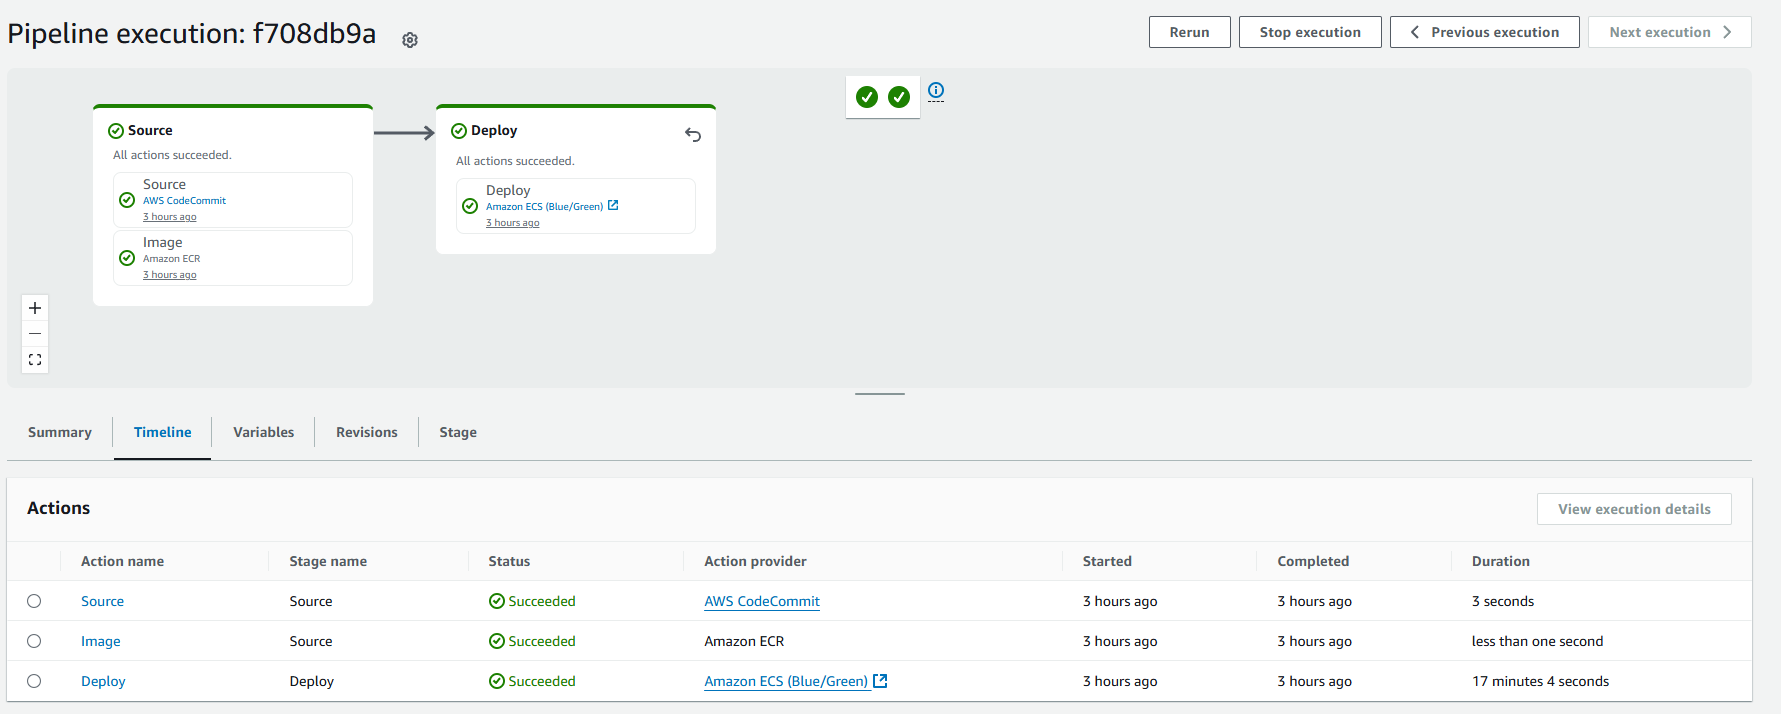 Pipeline execution: f708db9a
Rerun
Stop execution
Previous execution
Next execution
Source
All actions succeeded.
Source
AWS CodeCommit
3 hours ago
Image
Amazon ECR
3 hours ago
Deploy
All actions succeeded.
Deploy
Amazon ECS (Blue/Green)
3 hours ago
Summary
Timeline
Variables
Revisions
Stage
Actions
View execution details
Action name Stage name Status Action provider Started Completed Duration
Source Source Succeeded AWS CodeCommit 3 hours ago 3 hours ago 3 seconds
Image Source Succeeded Amazon ECR 3 hours ago 3 hours ago less than one second
Deploy Deploy Succeeded Amazon ECS (Blue/Green) 3 hours ago 3 hours ago 17 minutes 4 seconds